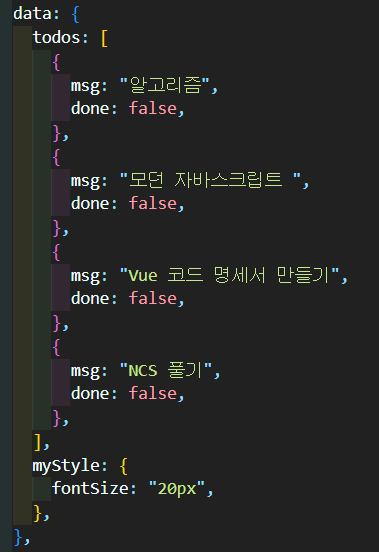 data: {
  todos: [
    {
      msg: "알고리즘",
      done: false,
    },
    {
      msg: "모던 자바스크립트 ",
      done: false,
    },
    {
      msg: "Vue 코드 명세서 만들기",
      done: false,
    },
    {
      msg: "NCS 풀기",
      done: false,
    },
  ],
  myStyle: {
    fontSize: "20px",
  },
},